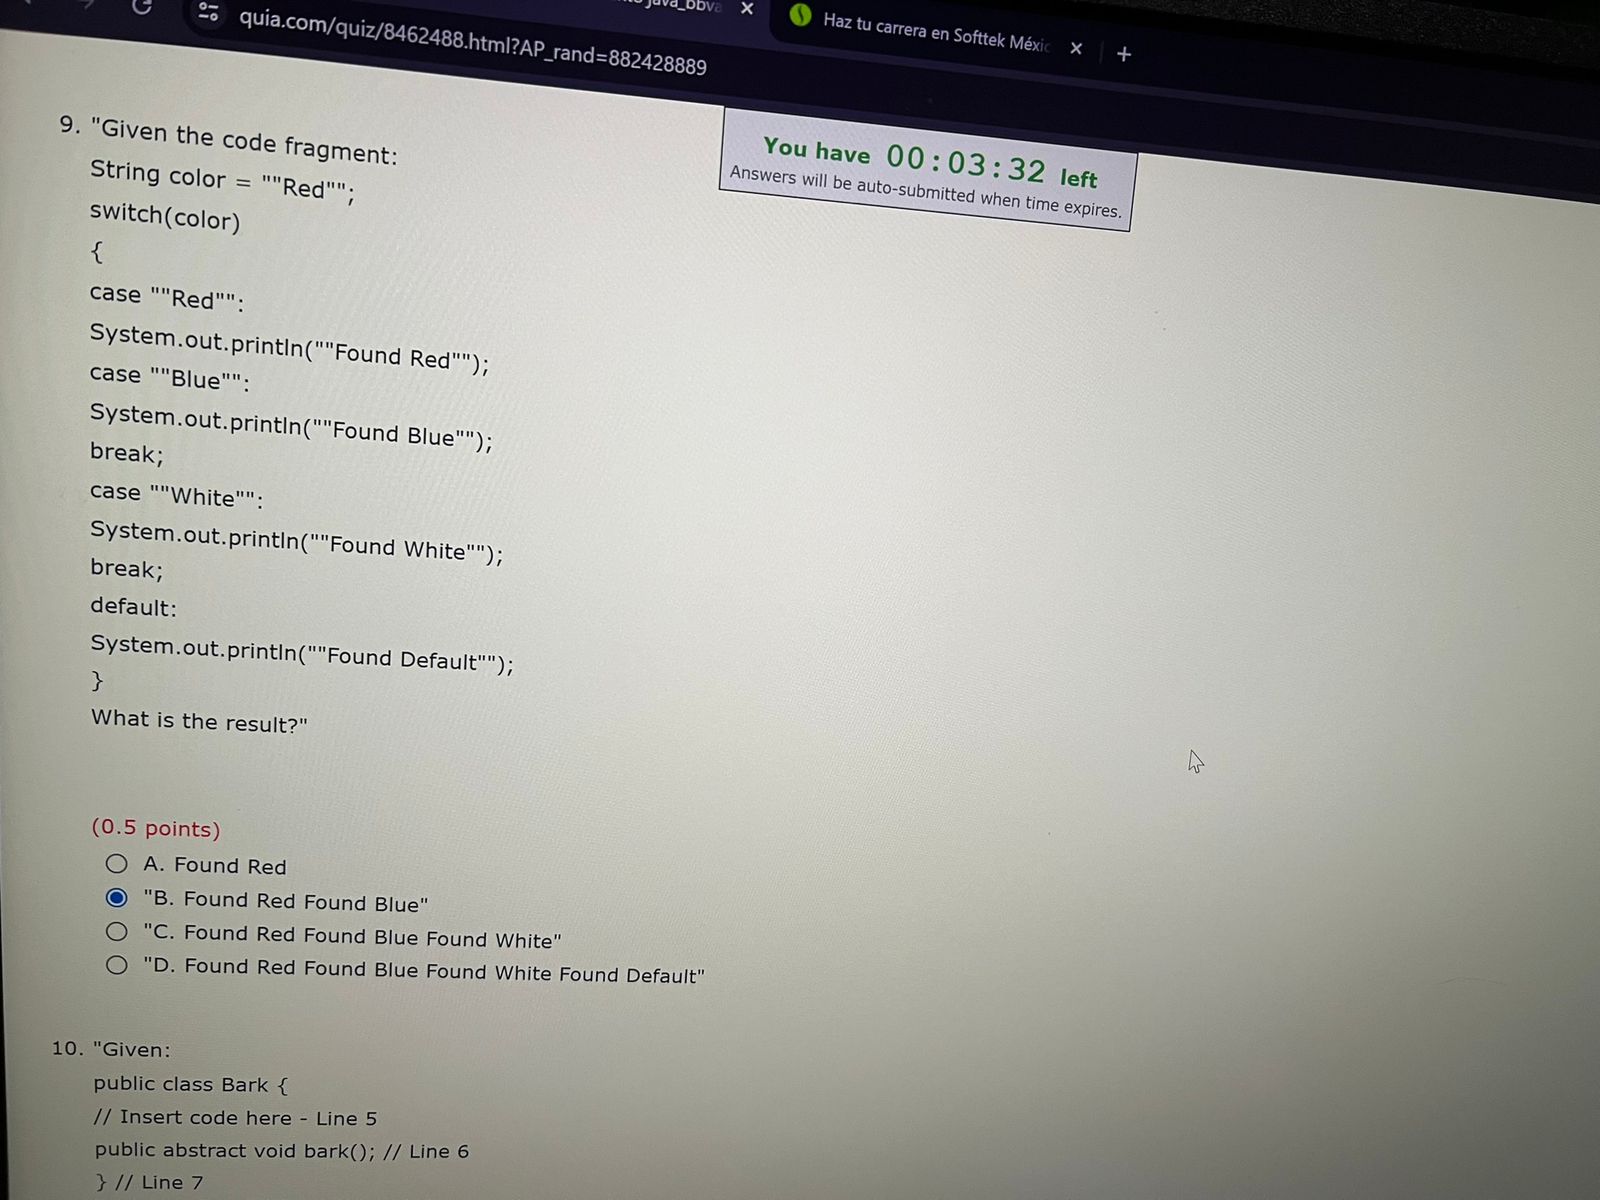 java_bbva
Haz tu carrera en Softtek Méxic
quia.com/quiz/8462488.html?AP_rand=882428889
You have 00:03:32 left
Answers will be auto-submitted when time expires.
9. "Given the code fragment:
String color = ""Red"";
switch(color)
{
case ""Red"":
System.out.println(""Found Red"");
case ""Blue"":
System.out.println(""Found Blue"");
break;
case ""White"":
System.out.println(""Found White"");
break;
default:
System.out.println(""Found Default"");
}
What is the result?"
(0.5 points)
A. Found Red
"B. Found Red Found Blue"
"C. Found Red Found Blue Found White"
"D. Found Red Found Blue Found White Found Default"
10. "Given:
public class Bark {
// Insert code here - Line 5
public abstract void bark(); // Line 6
} // Line 7